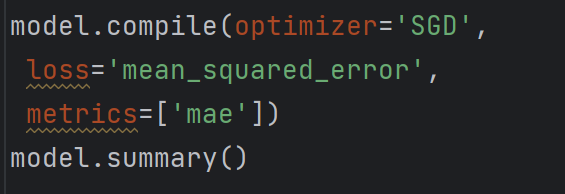 model.compile(optimizer='SGD',
 loss='mean_squared_error',
 metrics=['mae'])
model.summary()